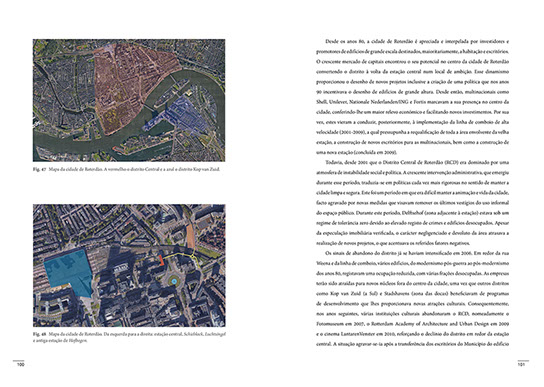 Fig. 47 Mapa da cidade de Roterdão. A vermelho o distrito Central e a azul o distrito Kop van Zuid.
Fig. 48 Mapa da cidade de Roterdão. Da esquerda para a direita: estação central, Schieblock, Luchtsingel
e antiga estação de Hofbogen.
100
Desde os anos 80, a cidade de Roterdão é apreciada e interpelada por investidores e
promotores de edifícios de grande escala destinados, maioritariamente, a habitação e escritórios.
O crescente mercado de capitais encontrou o seu potencial no centro da cidade de Roterdão
convertendo o distrito à volta da estação central num local de ambição. Esse dinamismo
proporcionou o desenho de novos projetos inclusive a criação de uma política que nos anos
90 incentivava o desenho de edifícios de grande altura. Desde então, multinacionais como
Shell, Unilever, Nationale Nederlanden/ING e Fortis marcavam a sua presença no centro da
cidade, conferindo-lhe um maior relevo económico e facilitando novos investimentos. Por sua
vez, estes vieram a conduzir, posteriormente, à implementação da linha de comboio de alta
velocidade (2001-2009), a qual pressupunha a requalificação de toda a área envolvente da velha
estação, a construção de novos escritórios para as multinacionais, bem como a construção de
uma nova estação (concluída em 2009).
Todavia, desde 2001 que o Distrito Central de Roterdão (RCD) era dominado por uma
atmosfera de instabilidade social e política. A crescente intervenção administrativa, que emergiu
durante esse período, traduzia-se em políticas cada vez mais rigorosas no sentido de manter a
cidade limpa e segura. Este foi um período em que era difícil manter a animação e vida da cidade,
facto agravado por novas medidas que visavam remover os últimos vestígios do uso informal
do espaço público. Durante este período, Delftsehof (zona adjacente à estação) estava sob um
regime de tolerância zero devido ao elevado registo de crimes e edifícios desocupados. Apesar
da especulação imobiliária verificada, o carácter negligenciado e devoluto da área atrasava a
realização de novos projetos, o que acentuava os referidos fatores negativos.
Os sinais de abandono do distrito já se haviam intensificado em 2006. Em redor da rua
Weena e da linha de comboio, vários edifícios, do modernismo pós-guerra ao pós-modernismo
dos anos 80, registavam uma ocupação reduzida, com várias frações desocupadas. As empresas
terão sido atraídas para novos núcleos fora do centro da cidade, uma vez que outros distritos
como Kop van Zuid (a Sul) e Stadshavens (zona das docas) beneficiavam de programas
de desenvolvimento que lhes proporcionava novas atrações culturais. Consequentemente,
nos anos seguintes, várias instituições culturais abandonaram o RCD, nomeadamente o
Fotomuseum em 2007, o Rotterdam Academy of Architecture and Urban Design em 2009
e o cinema LantarenVenster em 2010, reforçando o declínio do distrito em redor da estação
central. A situação agravar-se-ia após a transferência dos escritórios do Município do edifício
101